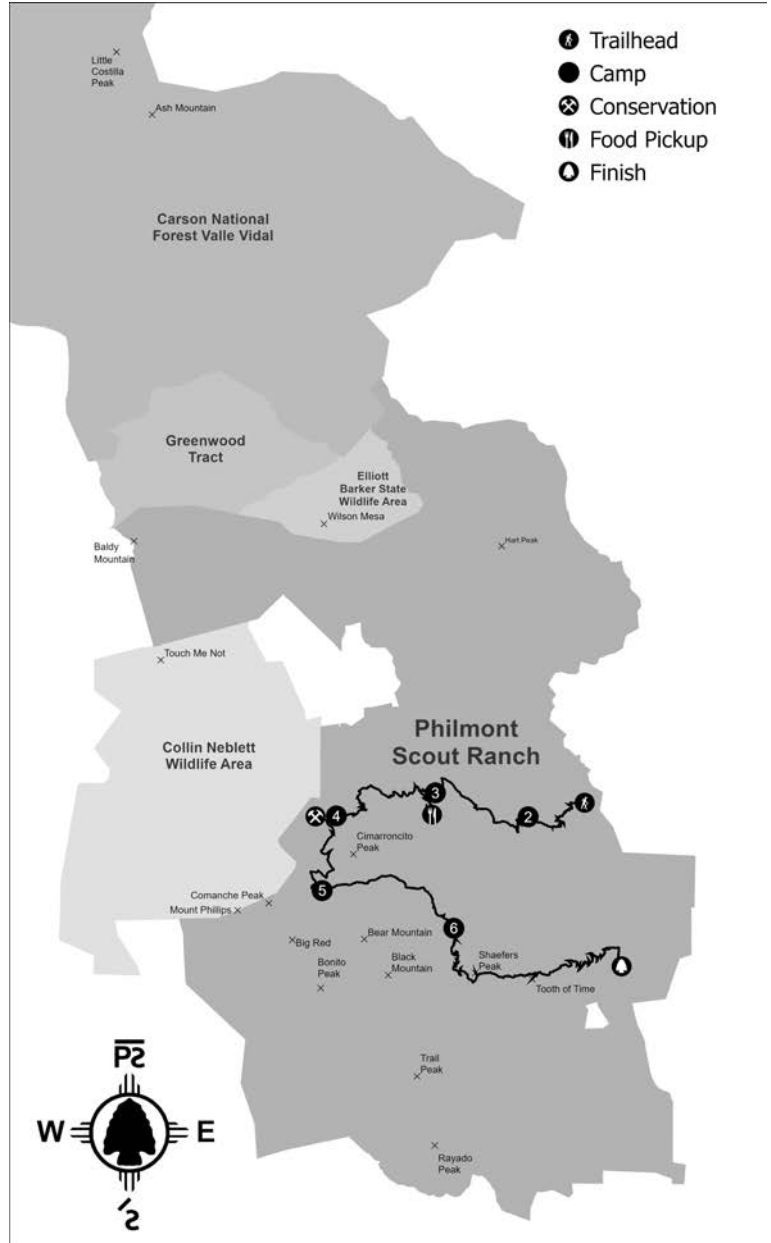 Little
Costilla
Peak
Ash Mountain
Trailhead
Camp
Conservation
Food Pickup
Finish
Carson National
Forest Valle Vidal
Greenwood
Tract
Elliott
Barker State
Wildlife Area
Wilson Mesa
Baldy
Mountain
Hart Peak
Touch Me Not
Collin Neblett
Wildlife Area
Philmont
Scout Ranch
3
4
2
Cimarroncito
Peak
5
Comanche Peak
Mount Phillips
6
Big Red
Bear Mountain
Bonito
Peak
Black
Mountain
Shaefers
Peak
Tooth of Time
Trail
Peak
Rayado
Peak
W
E